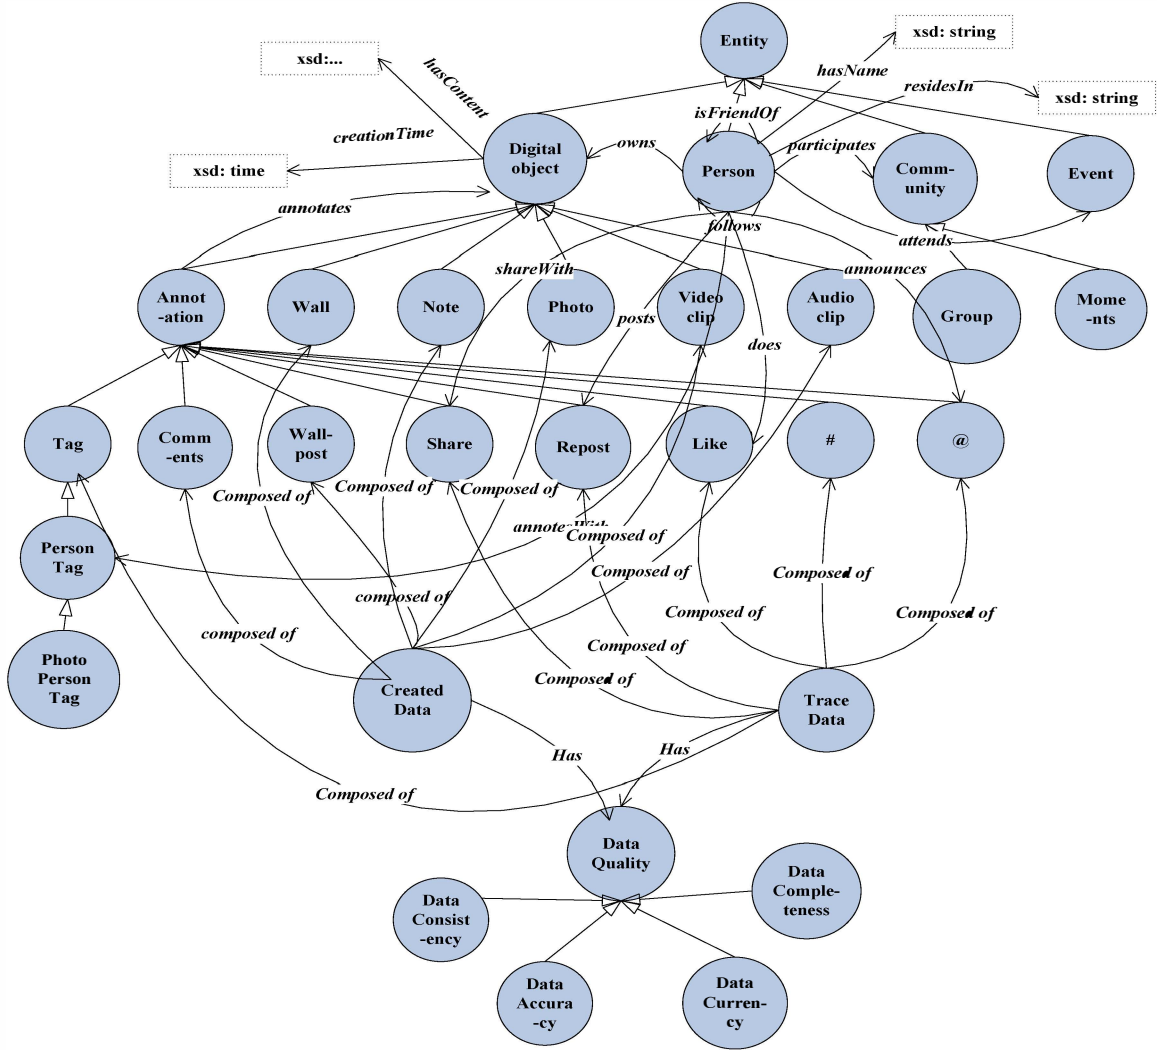 Entity
xsd: string
xsd:...
hasContent
hasName
residesIn
xsd: string
isFriendOf
creationTime
owns
participates
Digital
object
Person
Comm-
unity
Event
xsd: time
annotates
follows
attends
shareWith
announces
Annot
-ation
Wall
Note
Photo
Video
clip
Audio
clip
Group
Mome
-nts
posts
does
Tag
Comm
-ents
Wall-
post
Share
Repost
Like
#
@
Composed of
Composed of
Composed of
annotesWith
Composed of
Person
Tag
Composed of
Composed of
composed of
Composed of
Composed of
composed of
Composed of
Photo
Person
Tag
Composed of
Created
Data
Trace
Data
Has
Has
Composed of
Data
Quality
Data
Comple-
teness
Data
Consist
-ency
Data
Accura
-cy
Data
Curren-
cy